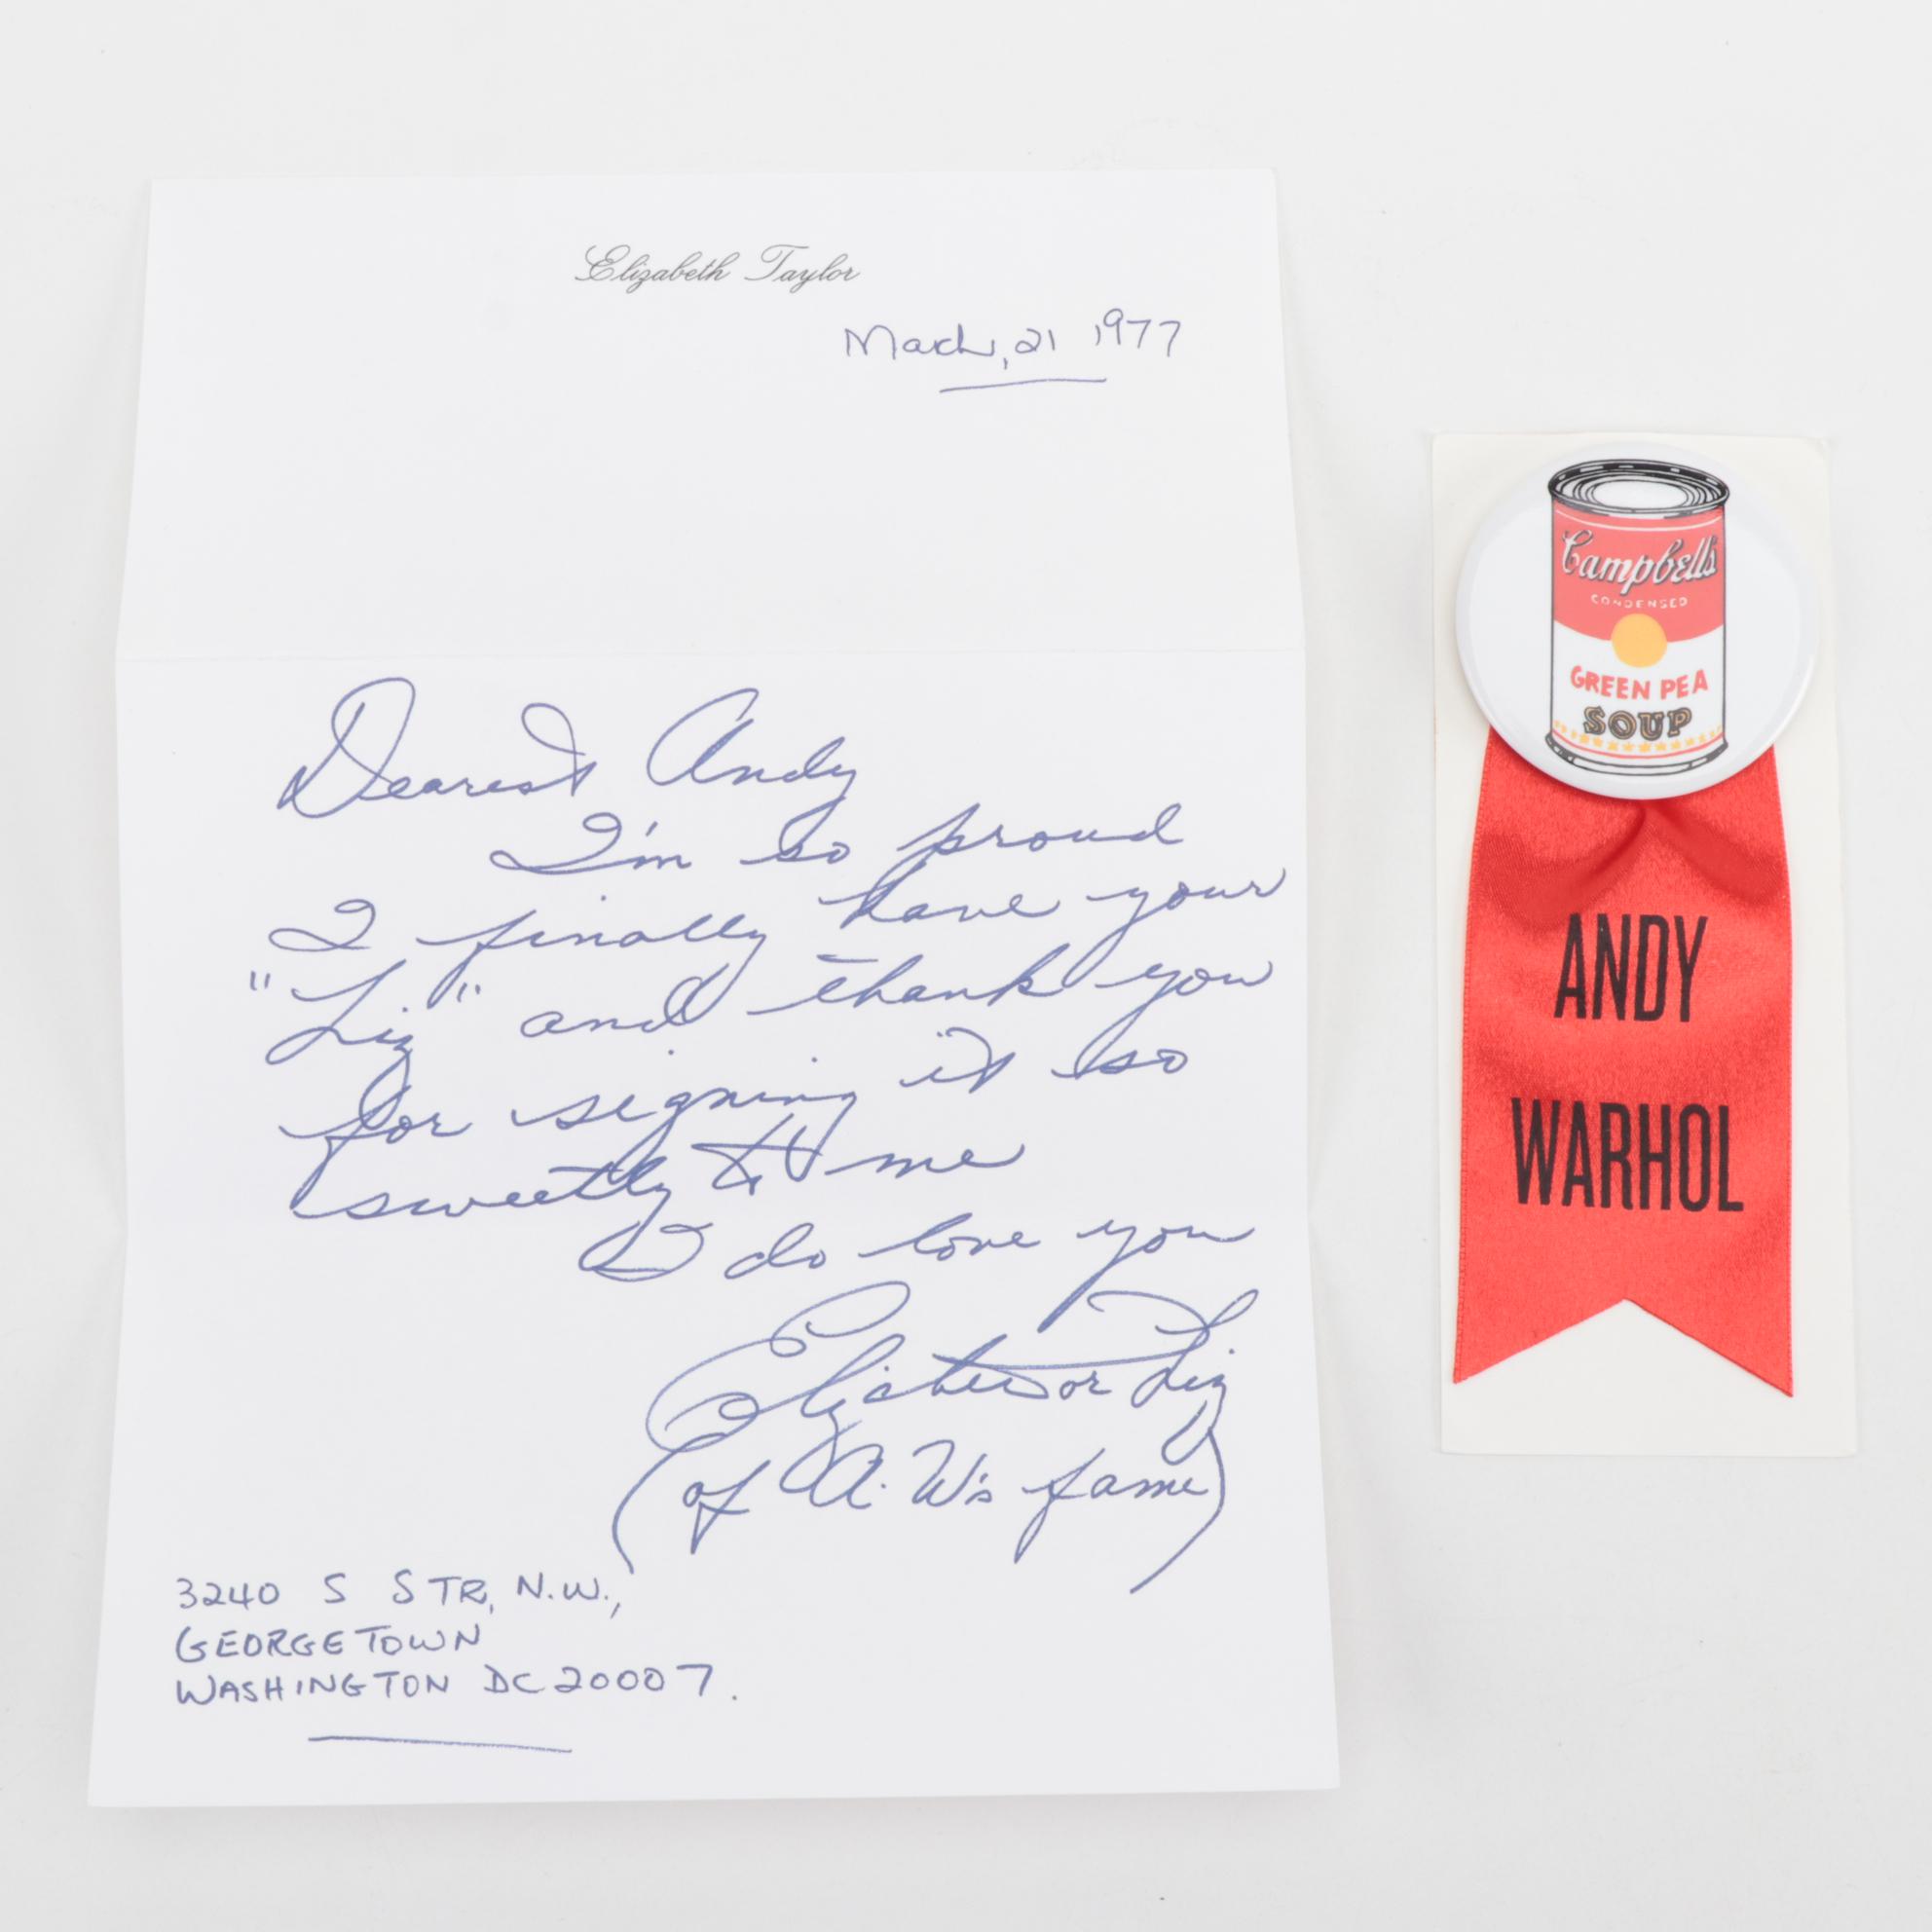 Elizabeth Taylor
March, 21 1977
Dearest Andy
I'm so proud
I finally have your
"Liz" and thank you
for signing it so
sweetly to me
I do love you
Elizabeth or Liz
(of A. W's fame)
3240 S STR, N.W.,
GEORGETOWN
WASHINGTON DC 20007.
Campbell's
CONDENSED
GREEN PEA
SOUP
ANDY
WARHOL